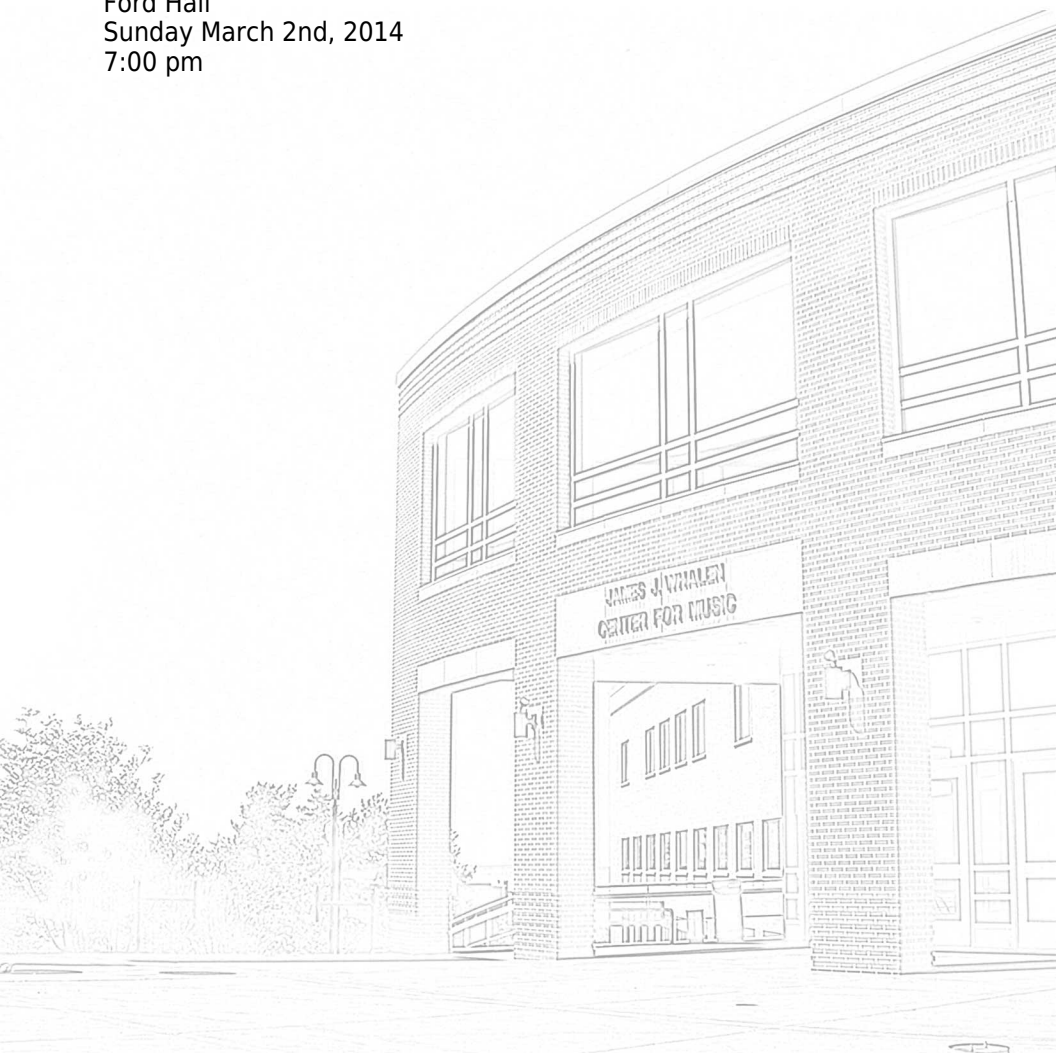 Ford Hall
Sunday March 2nd, 2014
7:00 pm
JAMES J. WHALEN
CENTER FOR MUSIC